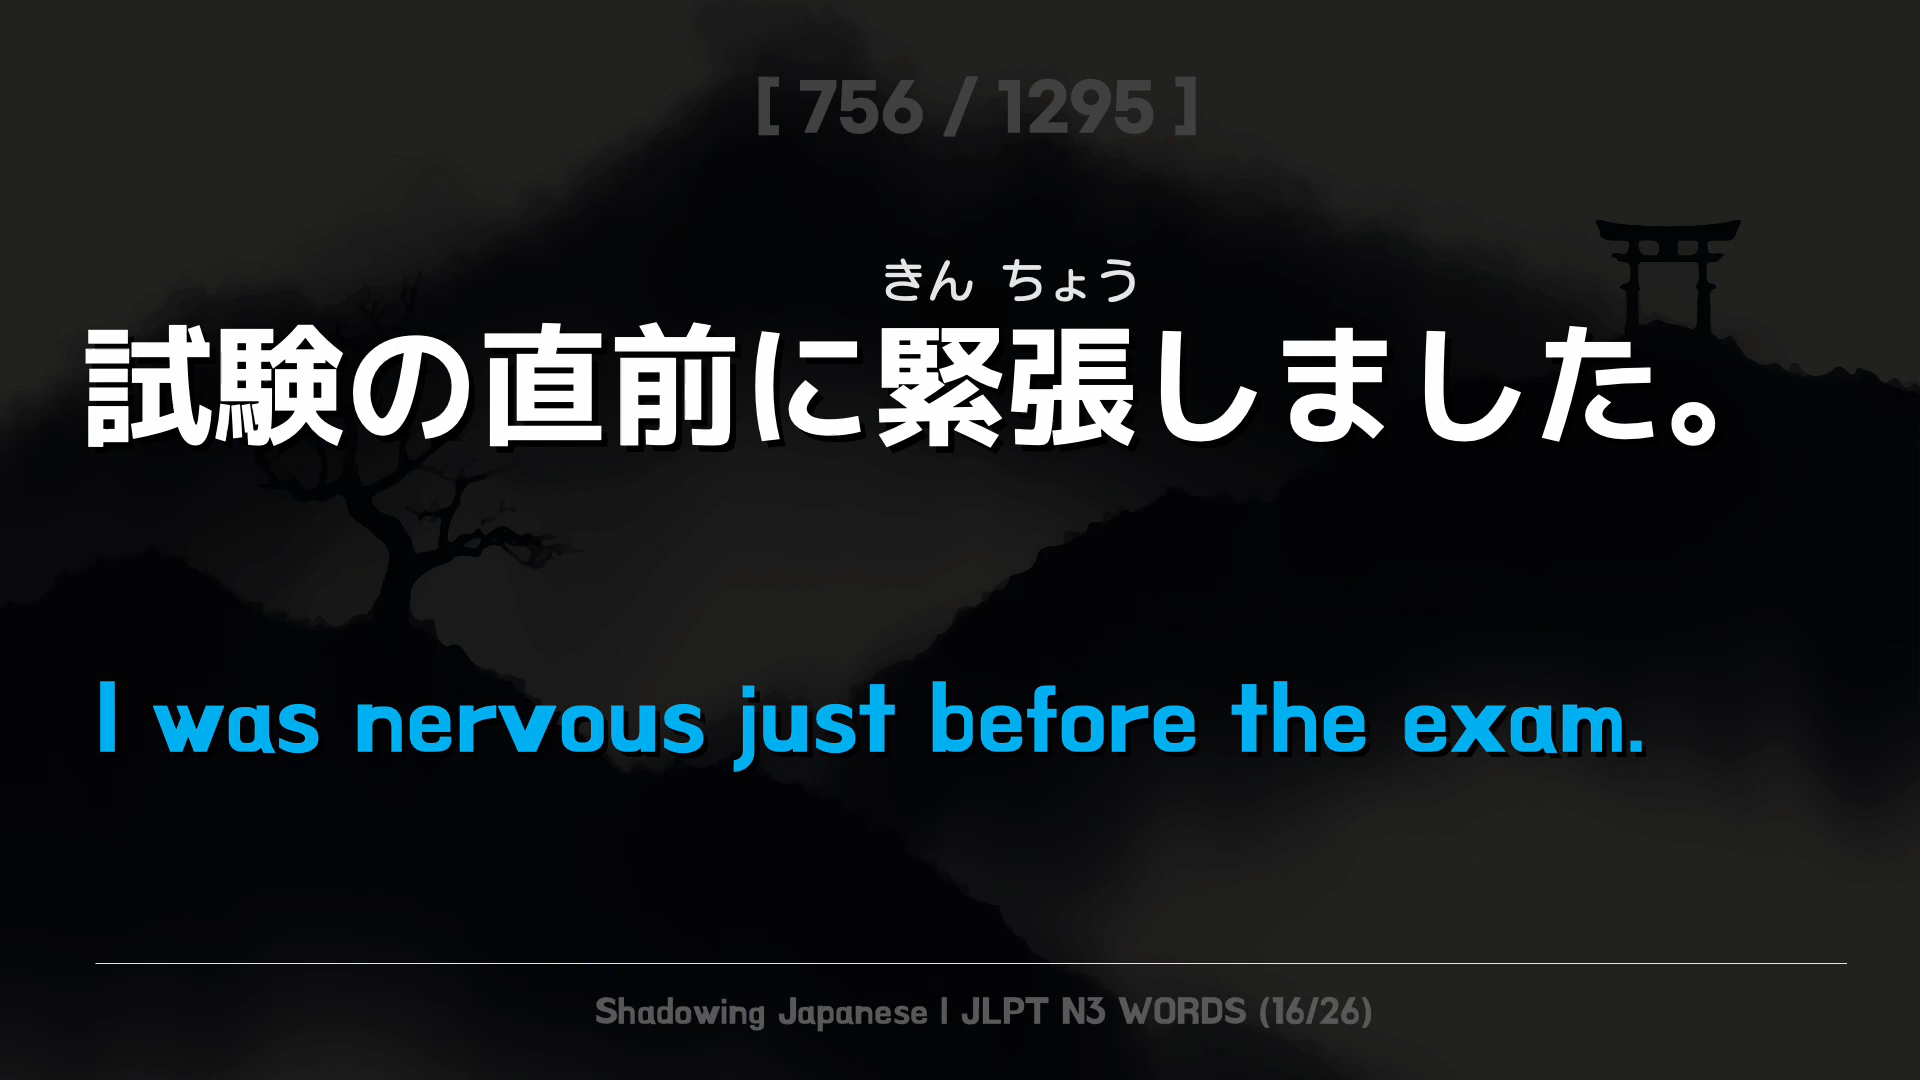 [ 756 / 1295 ]
きん ちょう
試験の直前に緊張しました。
I was nervous just before the exam.
Shadowing Japanese | JLPT N3 WORDS (16/26)